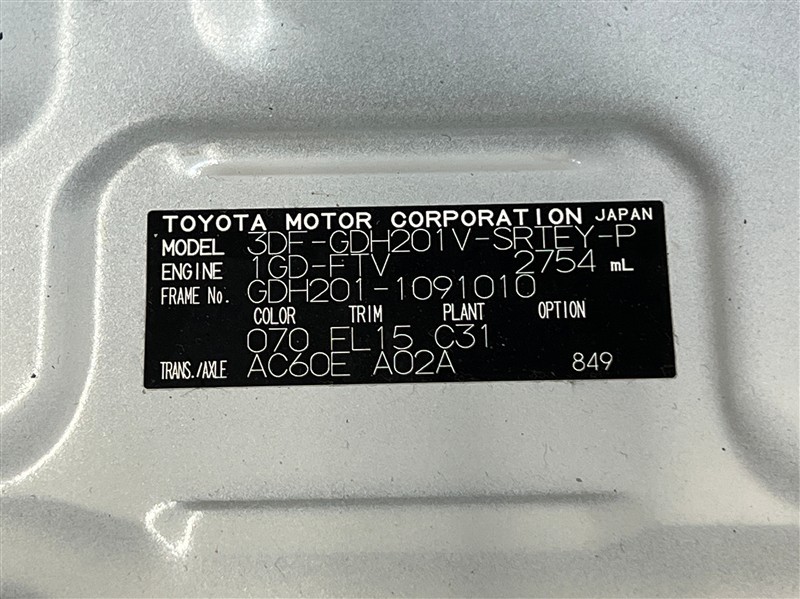 TOYOTA MOTOR CORPORATION JAPAN
MODEL 3DF-GDH201V-SRTEY-P
ENGINE 1GD-FTV 2754 mL
FRAME No. GDH201-1091010
COLOR TRIM PLANT OPTION
070 FL15 C31
TRANS./AXLE AC60E A02A 849